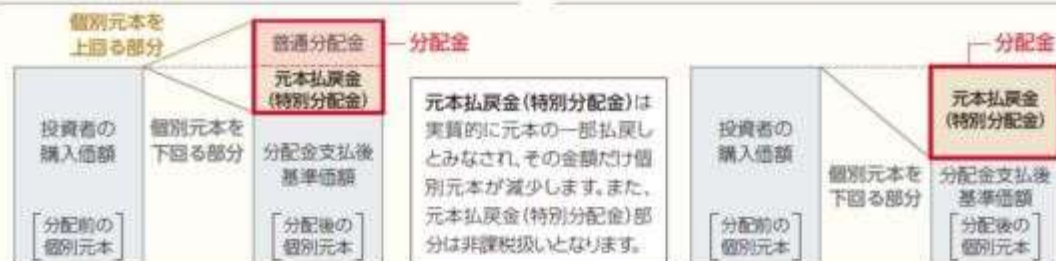 個別元本を
上回る部分
普通分配金
分配金
元本払戻金
(特別分配金)
投資者の
購入価額
個別元本を
下回る部分
分配金支払後
基準価額
分配前の
個別元本
分配後の
個別元本
元本払戻金(特別分配金)は
実質的に元本の一部払戻し
とみなされ、その金額だけ個
別元本が減少します。また、
元本払戻金(特別分配金)部
分は非課税扱いとなります。
分配金
元本払戻金
(特別分配金)
投資者の
購入価額
個別元本を
下回る部分
分配金支払後
基準価額
分配前の
個別元本
分配後の
個別元本